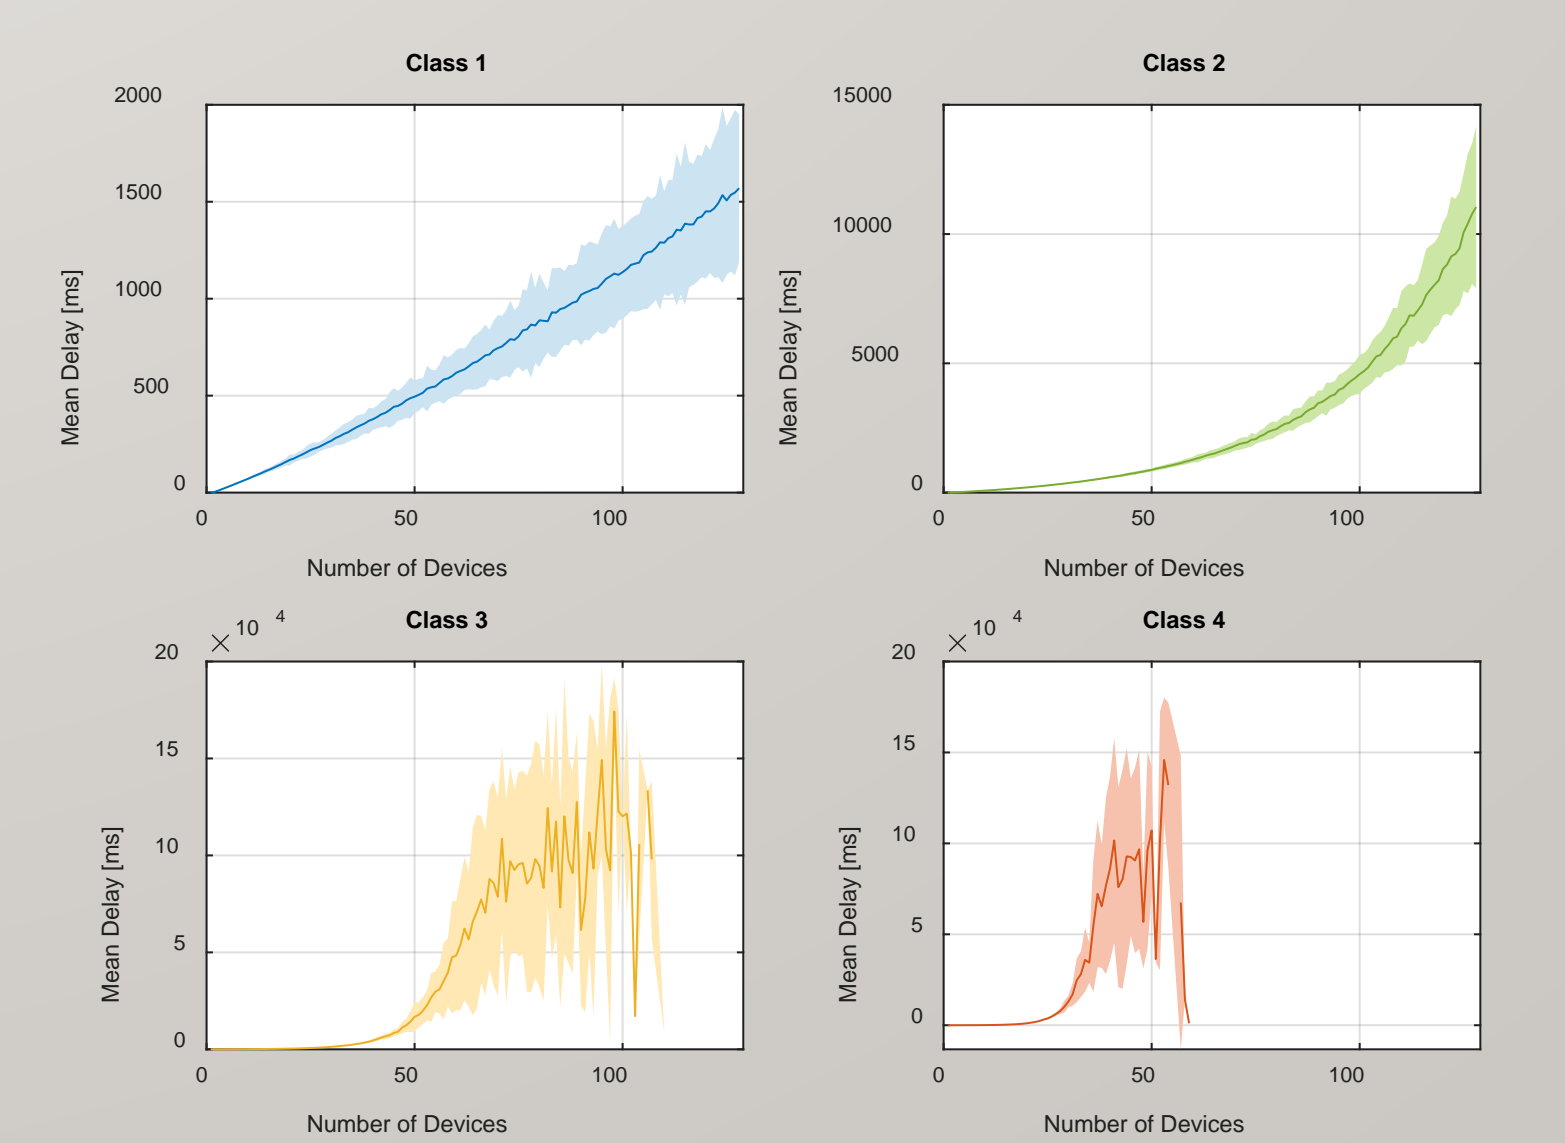 Class 1
2000
1500
1000
500
0
0 50 100
Mean Delay [ms]
Number of Devices
Class 2
15000
10000
5000
0
0 50 100
Mean Delay [ms]
Number of Devices
Class 3
× 10 4
20
15
10
5
0
0 50 100
Mean Delay [ms]
Number of Devices
Class 4
× 10 4
20
15
10
5
0
0 50 100
Mean Delay [ms]
Number of Devices